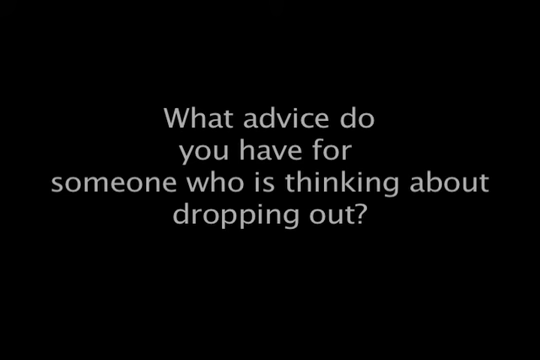 What advice do
you have for
someone who is thinking about
dropping out?